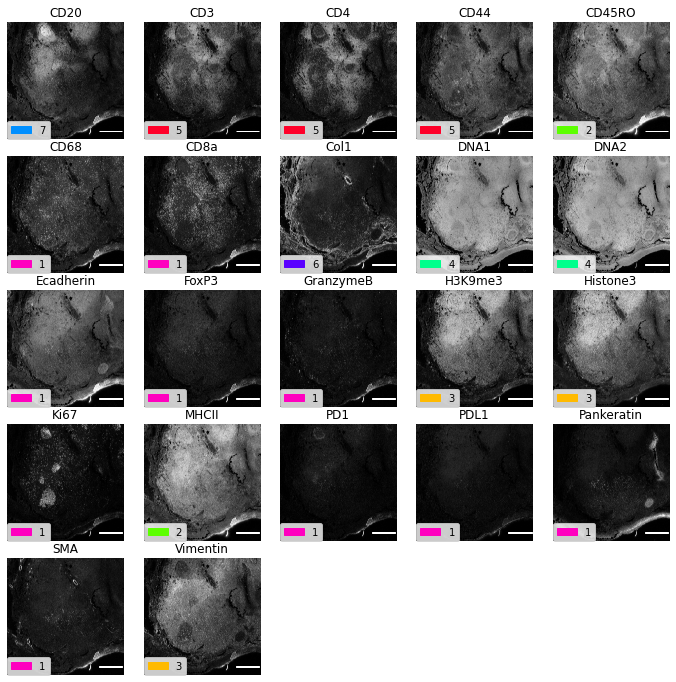 CD20 CD3 CD4 CD44 CD45RO
7 5 5 5 2
CD68 CD8a Col1 DNA1 DNA2
1 1 6 4 4
Ecadherin FoxP3 GranzymeB H3K9me3 Histone3
1 1 1 3 3
Ki67 MHCII PD1 PDL1 Pankeratin
1 2 1 1 1
SMA Vimentin
1 3